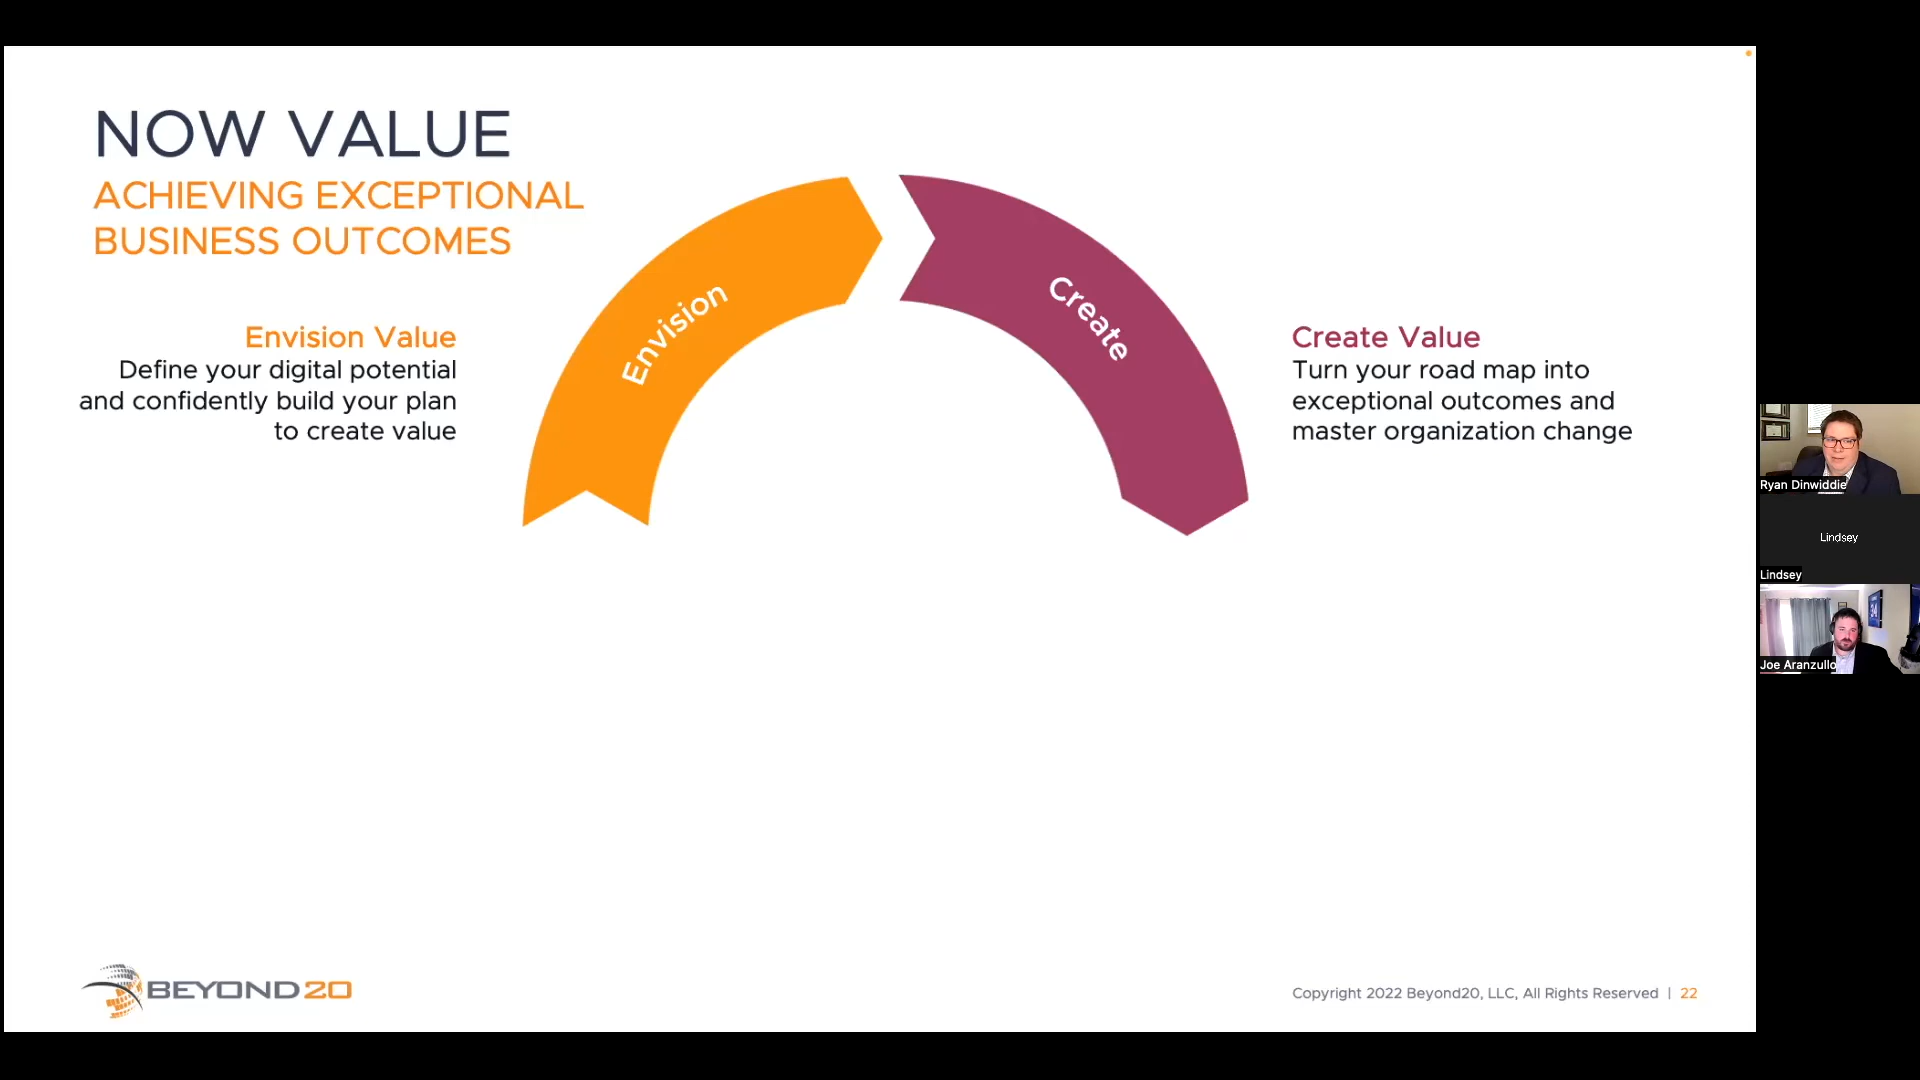 NOW VALUE
ACHIEVING EXCEPTIONAL
BUSINESS OUTCOMES
Envision Value
Define your digital potential
and confidently build your plan
to create value
Envision
Create
Create Value
Turn your road map into
exceptional outcomes and
master organization change
Ryan Dinwiddie
Lindsey
Lindsey
Joe Aranzullo
BEYOND20
Copyright 2022 Beyond20, LLC, All Rights Reserved | 22